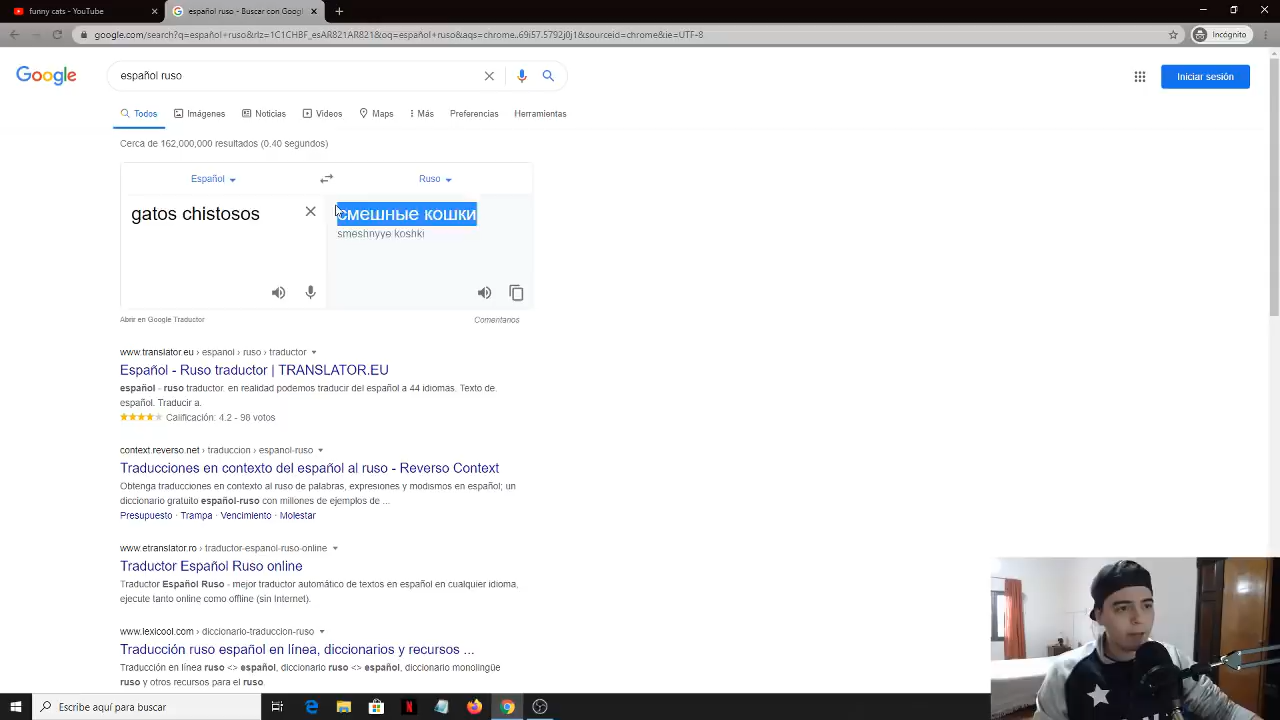 funny cats - YouTube
español ruso - Buscar con Googl
google.com/search?q=español+ruso&rlz=1C1CHBF_esAR821AR821&oq=español+ruso&aqs=chrome..69i57.5792j0j1&sourceid=chrome&ie=UTF-8
Incógnito
Google
español ruso
Iniciar sesión
Todos
Imágenes
Noticias
Videos
Maps
Más
Preferencias
Herramientas
Cerca de 162,000,000 resultados (0.40 segundos)
Español
Ruso
gatos chistosos
смешные кошки
smeshnyye koshki
Abrir en Google Traductor
Comentarios
www.translator.eu › espanol › ruso › traductor
Español - Ruso traductor | TRANSLATOR.EU
español - ruso traductor. en realidad podemos traducir del español a 44 idiomas. Texto de.
español. Traducir a.
Calificación: 4.2 - 98 votos
context.reverso.net › traduccion › espanol-ruso
Traducciones en contexto del español al ruso - Reverso Context
Obtenga traducciones en contexto del español al ruso de palabras, expresiones y modismos en español; un
diccionario gratuito español-ruso con millones de ejemplos de ...
Presupuesto · Trampa · Vencimiento · Molestar
www.etranslator.ro › traductor-espanol-ruso-online
Traductor Español Ruso online
Traductor Español Ruso - mejor traductor automático de textos en español en cualquier idioma,
ejecute tanto online como offline (sin Internet).
www.lexicool.com › diccionario-traduccion-ruso
Traducción ruso español en línea, diccionarios y recursos ...
Traducción en línea ruso <> español, diccionario ruso <> español, diccionario monolingüe
ruso y otros recursos para el ruso.
Escribe aquí para buscar